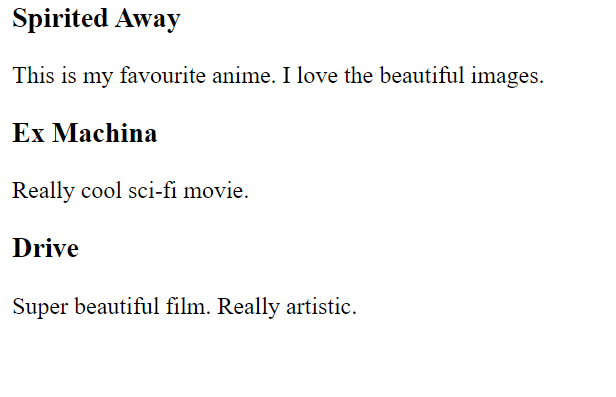 Spirited Away
This is my favourite anime. I love the beautiful images.
Ex Machina
Really cool sci-fi movie.
Drive
Super beautiful film. Really artistic.